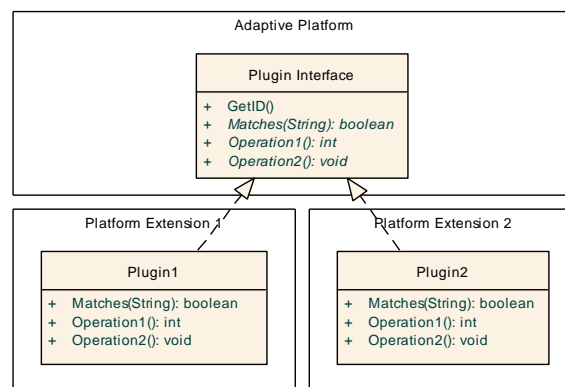 Adaptive Platform
Plugin Interface
+ GetID()
+ Matches(String): boolean
+ Operation1(): int
+ Operation2(): void
Platform Extension 1
Platform Extension 2
Plugin1
+ Matches(String): boolean
+ Operation1(): int
+ Operation2(): void
Plugin2
+ Matches(String): boolean
+ Operation1(): int
+ Operation2(): void